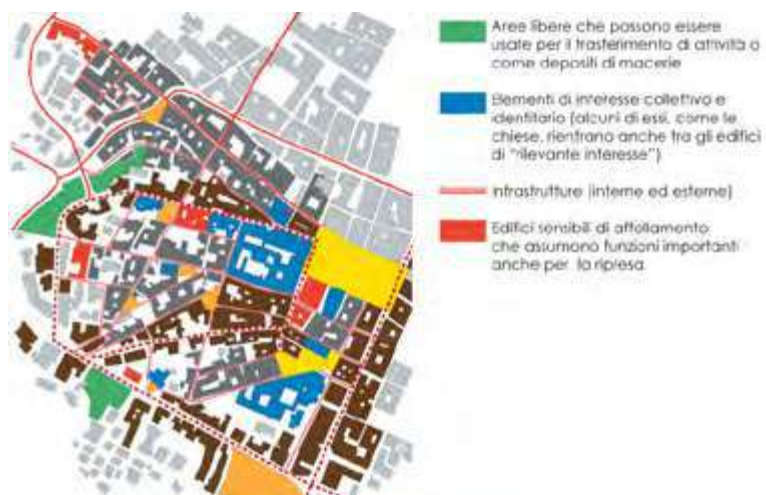 Aree libere che possono essere
usate per il trasferimento di attività o
come depositi di macerie
Elementi di interesse collettivo e
identitario (alcuni di essi, come le
chiese, rientrano anche tra gli edifici
di "rilevante interesse")
Infrastrutture (interne ed esterne)
Edifici sensibili di affollamento
che assumono funzioni importanti
anche per la ripresa